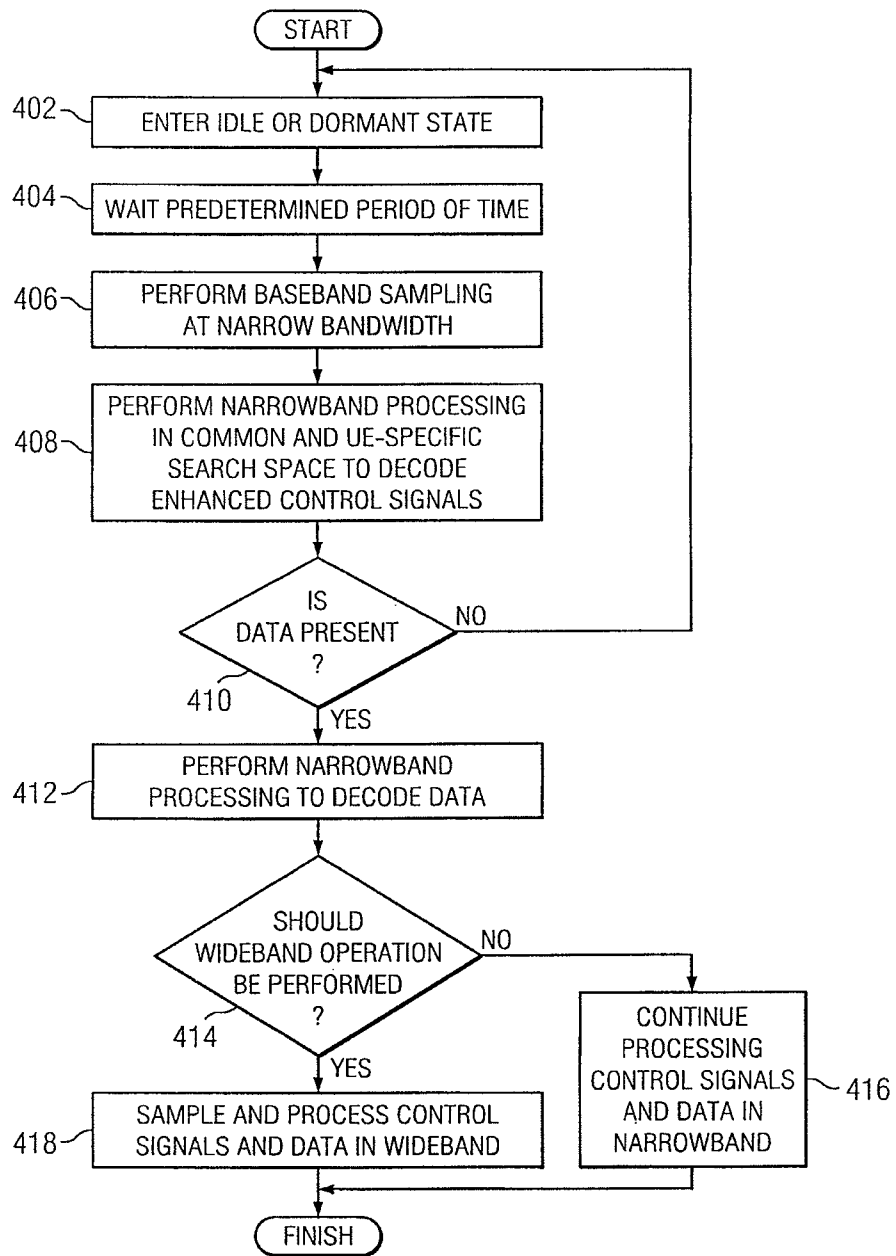 START
402
ENTER IDLE OR DORMANT STATE
404
WAIT PREDETERMINED PERIOD OF TIME
406
PERFORM BASEBAND SAMPLING
AT NARROW BANDWIDTH
408
PERFORM NARROWBAND PROCESSING
IN COMMON AND UE-SPECIFIC
SEARCH SPACE TO DECODE
ENHANCED CONTROL SIGNALS
IS
DATA PRESENT
?
NO
410
YES
412
PERFORM NARROWBAND
PROCESSING TO DECODE DATA
SHOULD
WIDEBAND OPERATION
BE PERFORMED
?
NO
414
YES
CONTINUE
PROCESSING
CONTROL SIGNALS
AND DATA IN
NARROWBAND
416
418
SAMPLE AND PROCESS CONTROL
SIGNALS AND DATA IN WIDEBAND
FINISH